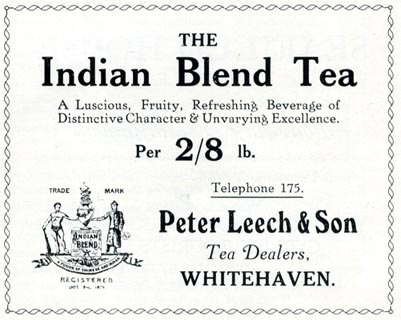 THE
Indian Blend Tea
A Luscious, Fruity, Refreshing Beverage of
Distinctive Character & Unvarying Excellence.
Per 2/8 lb.
Telephone 175.
TRADE MARK
INDIAN
BLEND
REGISTERED
Peter Leech & Son
Tea Dealers,
WHITEHAVEN.